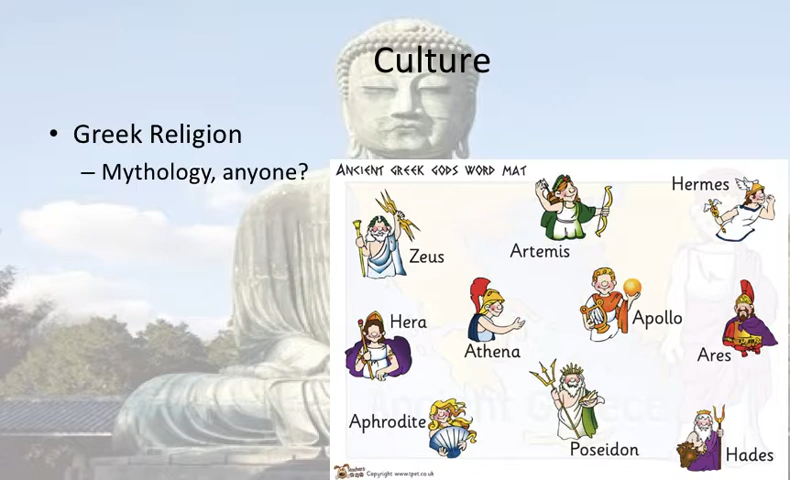 Culture
• Greek Religion
– Mythology, anyone?
ANCIENT GREEK GODS WORD MAT
Hermes
Artemis
Zeus
Hera
Apollo
Athena
Ares
Aphrodite
Poseidon
Hades
Copyright www.tpet.co.uk